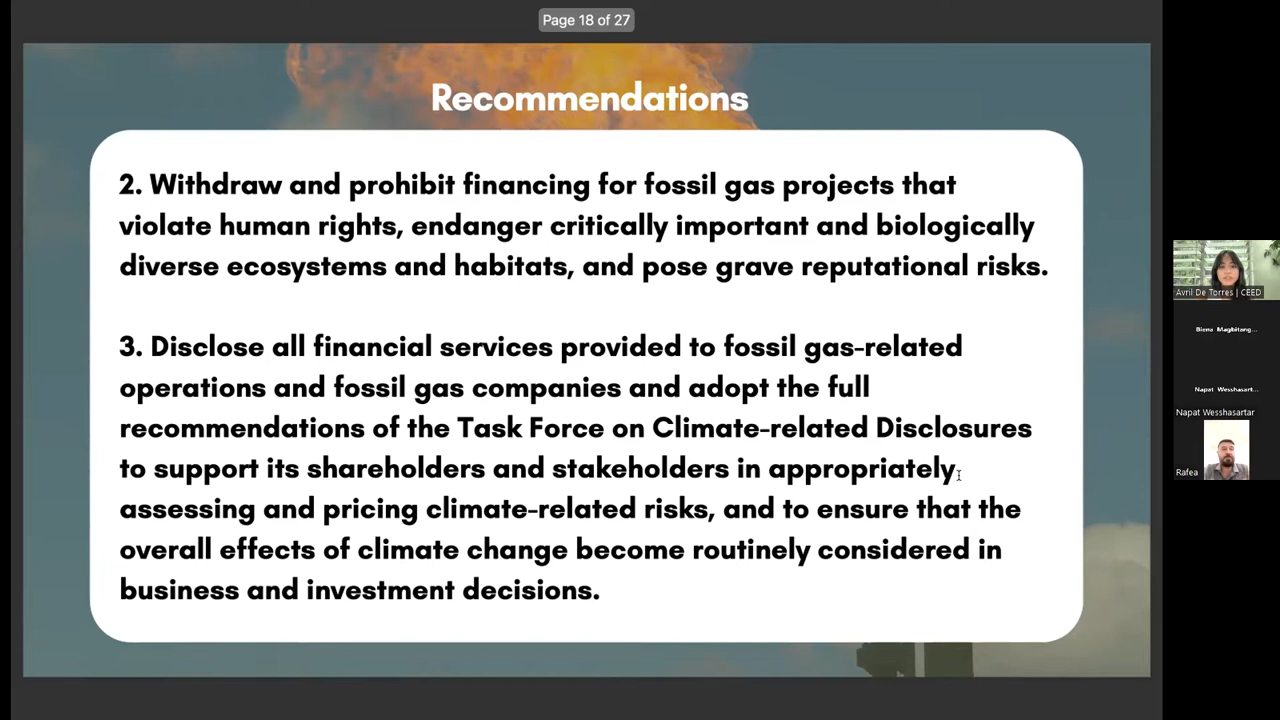 Page 18 of 27
Recommendations
2. Withdraw and prohibit financing for fossil gas projects that
violate human rights, endanger critically important and biologically
diverse ecosystems and habitats, and pose grave reputational risks.
3. Disclose all financial services provided to fossil gas-related
operations and fossil gas companies and adopt the full
recommendations of the Task Force on Climate-related Disclosures
to support its shareholders and stakeholders in appropriately
assessing and pricing climate-related risks, and to ensure that the
overall effects of climate change become routinely considered in
business and investment decisions.
Avril De Torres | CEED
Biena Magbitang...
Napat Wesshasart...
Napat Wesshasartar
Rafea